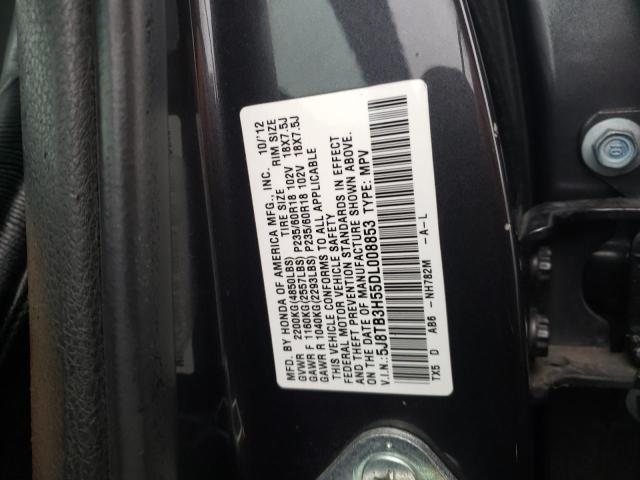 MFD. BY HONDA OF AMERICA MFG., INC. 10/'12
TIRE SIZE RIM SIZE
GVWR 2200KG(4850LBS)
GAWR F 1160KG(2557LBS) P235/60R18 102V 18X7.5J
GAWR R 1040KG(2293LBS) P235/60R18 102V 18X7.5J
THIS VEHICLE CONFORMS TO ALL APPLICABLE
FEDERAL MOTOR VEHICLE SAFETY
AND THEFT PREVENTION STANDARDS IN EFFECT
ON THE DATE OF MANUFACTURE SHOWN ABOVE.
V.I.N.: 5J8TB3H55DL008853 TYPE: MPV
TX5 D AB6 -NH782M -A-L